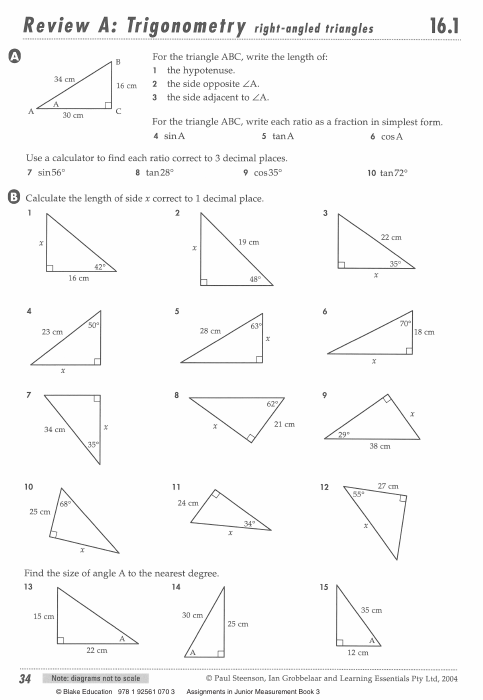 Review A: Trigonometry right-angled triangles 16.1
A
For the triangle ABC, write the length of:
1 the hypotenuse.
2 the side opposite ∠A.
3 the side adjacent to ∠A.
B
34 cm
16 cm
A
A
C
30 cm
For the triangle ABC, write each ratio as a fraction in simplest form.
4 sin A 5 tan A 6 cos A
Use a calculator to find each ratio correct to 3 decimal places.
7 sin 56° 8 tan 28° 9 cos 35° 10 tan 72°
B Calculate the length of side x correct to 1 decimal place.
1
x
42°
16 cm
2
x
19 cm
48°
3
22 cm
35°
x
4
23 cm
50°
x
5
28 cm
63°
x
6
70°
18 cm
x
7
34 cm
x
35°
8
62°
x
21 cm
9
x
29°
38 cm
10
25 cm
68°
x
11
24 cm
34°
x
12
27 cm
55°
x
Find the size of angle A to the nearest degree.
13
15 cm
A
22 cm
14
30 cm
25 cm
A
15
35 cm
A
12 cm
34 Note: diagrams not to scale © Paul Steenson, Ian Grobbelaar and Learning Essentials Pty Ltd, 2004
© Blake Education 978 1 92561 070 3 Assignments in Junior Measurement Book 3